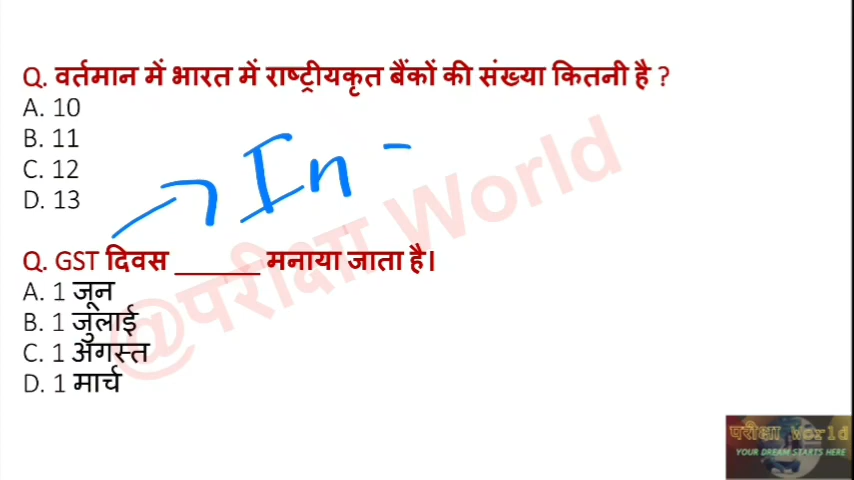 Q. वर्तमान में भारत में राष्ट्रीयकृत बैंकों की संख्या कितनी है ?
A. 10
B. 11
C. 12
D. 13
In -
Q. GST दिवस ______ मनाया जाता है।
A. 1 जून
B. 1 जुलाई
C. 1 अगस्त
D. 1 मार्च
@परीक्षा World
परीक्षा World
YOUR DREAM STARTS HERE